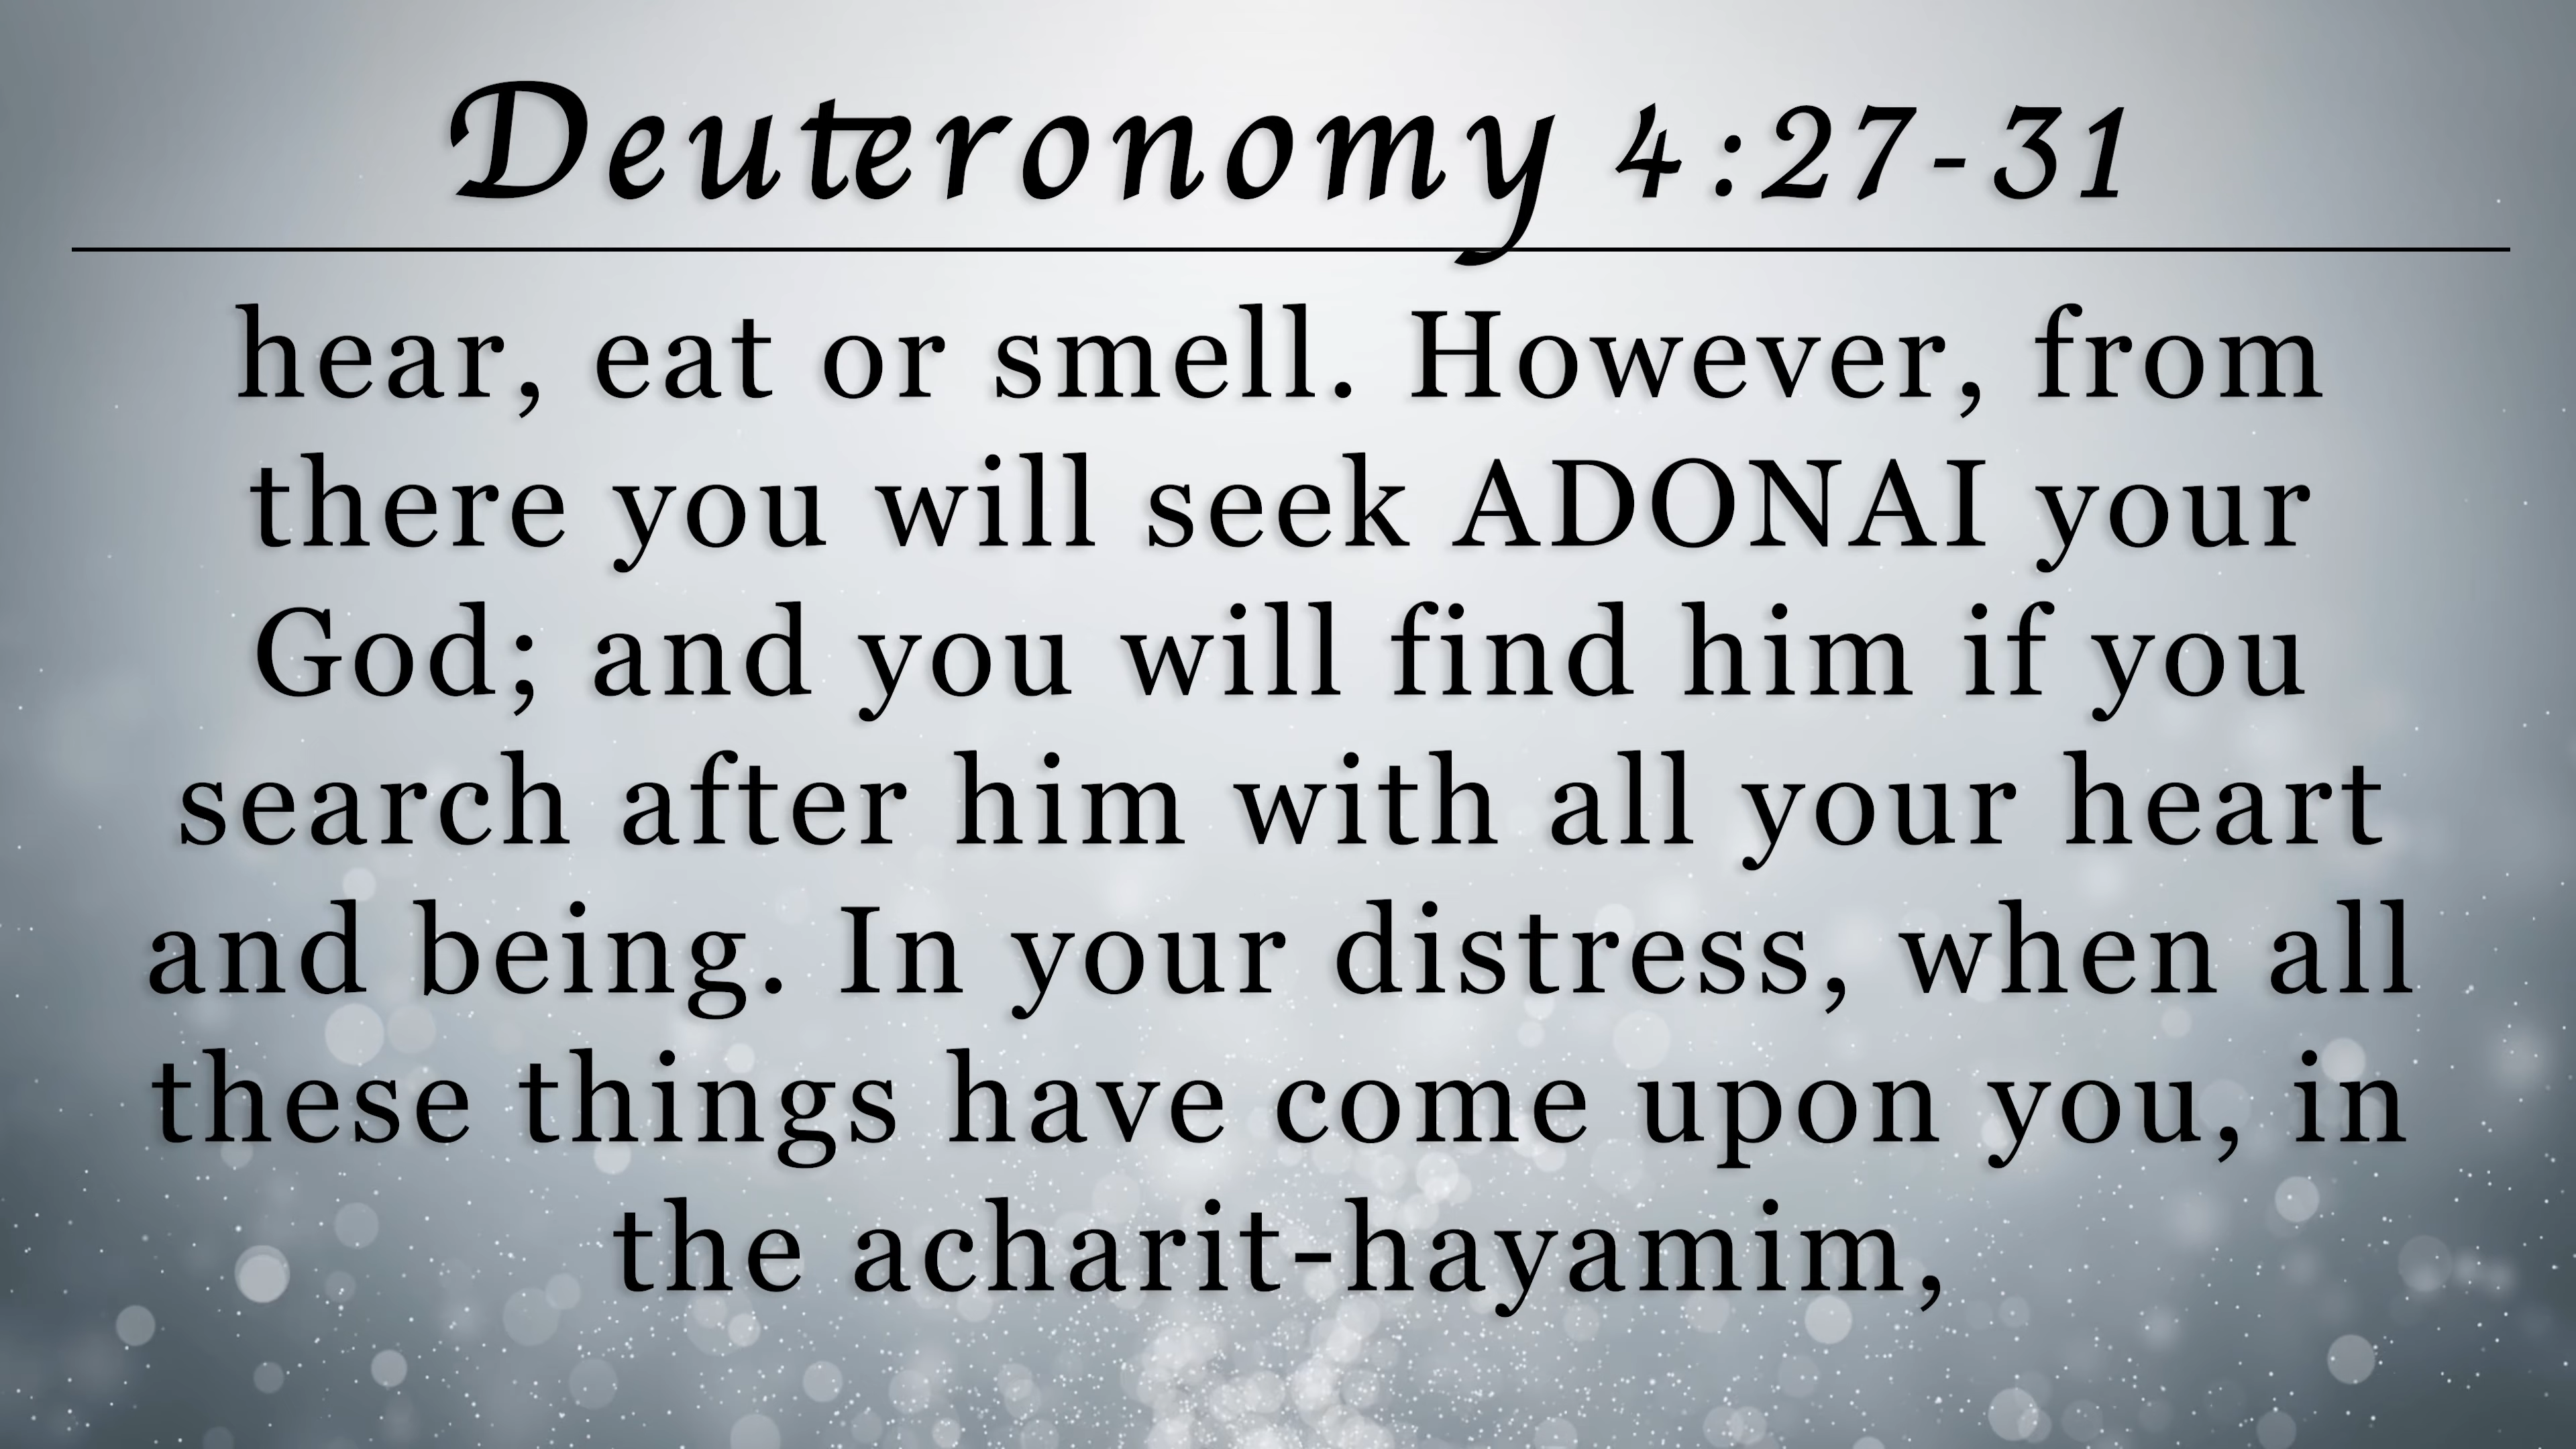 Deuteronomy 4:27-31
hear, eat or smell. However, from
there you will seek ADONAI your
God; and you will find him if you
search after him with all your heart
and being. In your distress, when all
these things have come upon you, in
the acharit-hayamim,